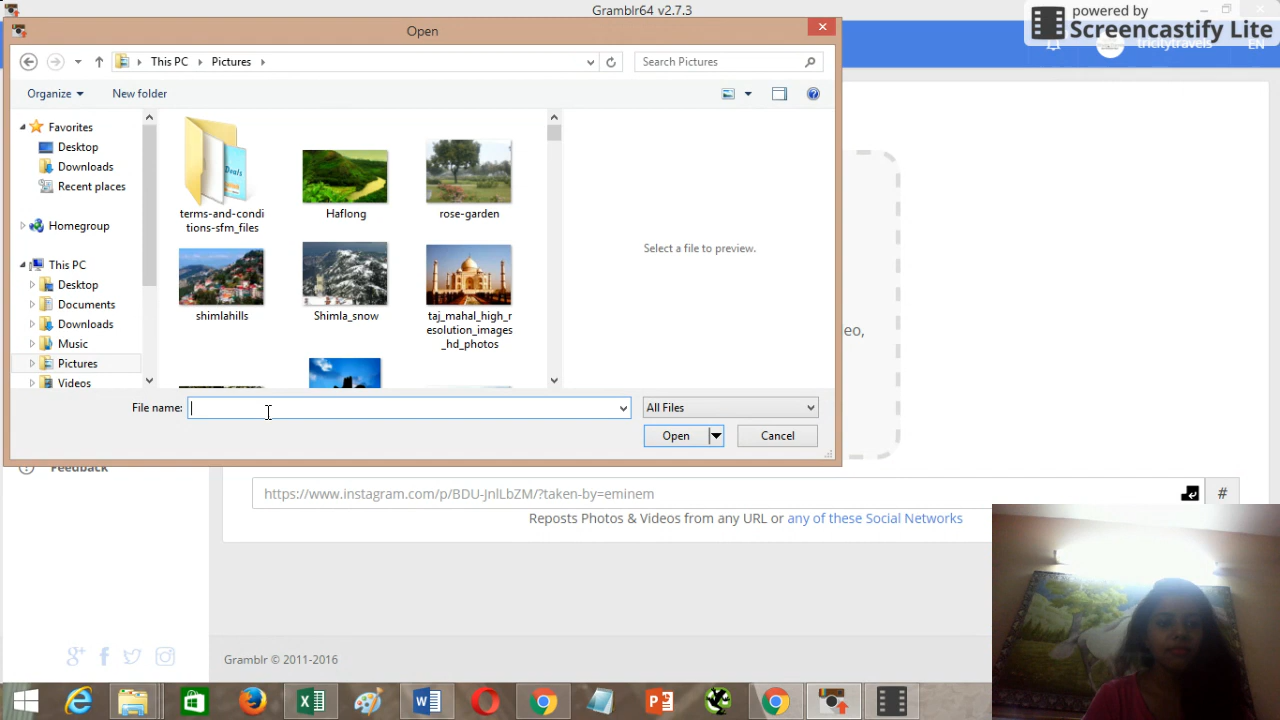 Gramblr64 v2.7.3
powered by
Screencastify Lite
Open
This PC
Pictures
Search Pictures
tricitytravels
EN
Organize
New folder
Favorites
Desktop
Downloads
Recent places
Homegroup
This PC
Desktop
Documents
Downloads
Music
Pictures
Videos
Deals
terms-and-condi
tions-sfm_files
Haflong
rose-garden
shimlahills
Shimla_snow
taj_mahal_high_r
esolution_images
_hd_photos
Select a file to preview.
eo,
File name:
All Files
Open
Cancel
Feedback
https://www.instagram.com/p/BDU-JnlLbZM/?taken-by=eminem
#
Reposts Photos & Videos from any URL or any of these Social Networks
Gramblr © 2011-2016